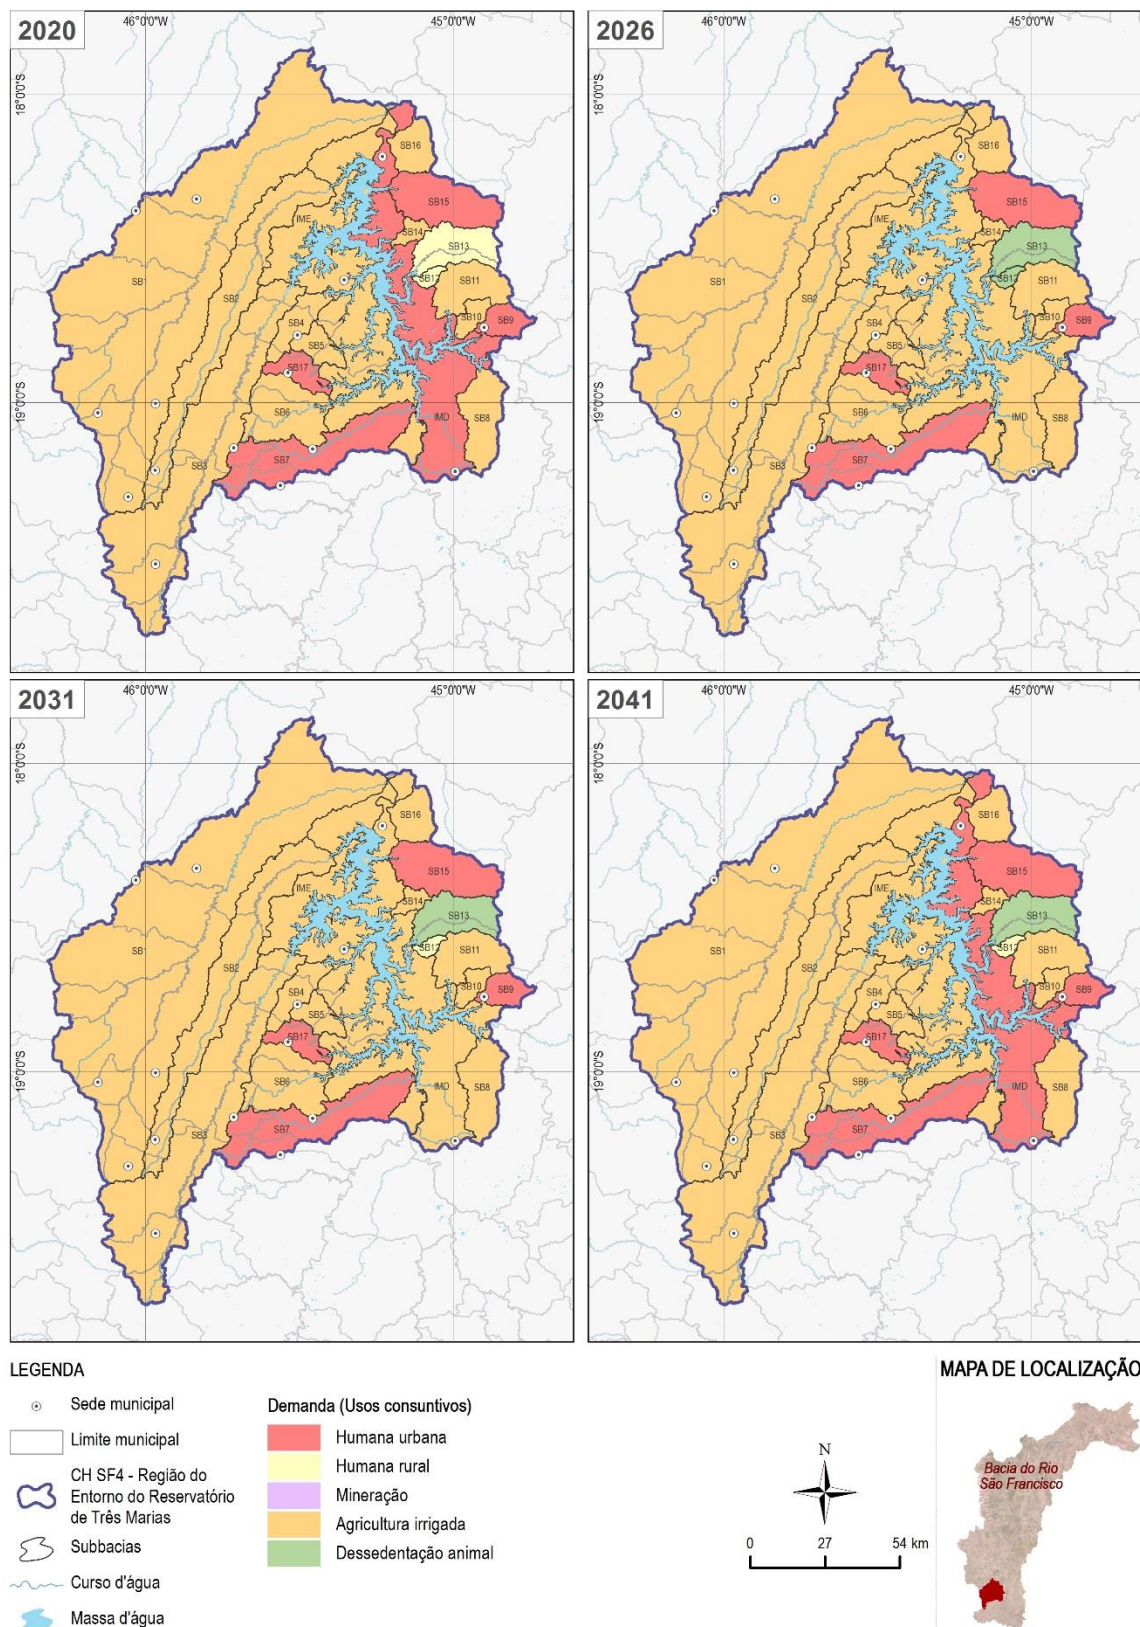 2020
46°0'0"W
45°0'0"W
18°0'0"S
19°0'0"S
SB16
SB15
IME
SB14
SB13
SB12
SB11
SB1
SB2
SB10
SB9
SB4
SB5
SB17
SB6
IMD
SB8
SB3
SB7
2026
46°0'0"W
45°0'0"W
18°0'0"S
19°0'0"S
SB16
SB15
IME
SB14
SB13
SB12
SB11
SB1
SB2
SB10
SB9
SB4
SB5
SB17
SB6
IMD
SB8
SB3
SB7
2031
46°0'0"W
45°0'0"W
18°0'0"S
19°0'0"S
SB16
SB15
IME
SB14
SB13
SB12
SB11
SB1
SB2
SB10
SB9
SB4
SB5
SB17
SB6
IMD
SB8
SB3
SB7
2041
46°0'0"W
45°0'0"W
18°0'0"S
19°0'0"S
SB16
SB15
IME
SB14
SB13
SB12
SB11
SB1
SB2
SB10
SB9
SB4
SB5
SB17
SB6
IMD
SB8
SB3
SB7
LEGENDA
Sede municipal
Limite municipal
CH SF4 - Região do
Entorno do Reservatório
de Três Marias
Subbacias
Curso d'água
Massa d'água
Demanda (Usos consuntivos)
Humana urbana
Humana rural
Mineração
Agricultura irrigada
Dessedentação animal
N
0 27 54 km
MAPA DE LOCALIZAÇÃO
Bacia do Rio
São Francisco